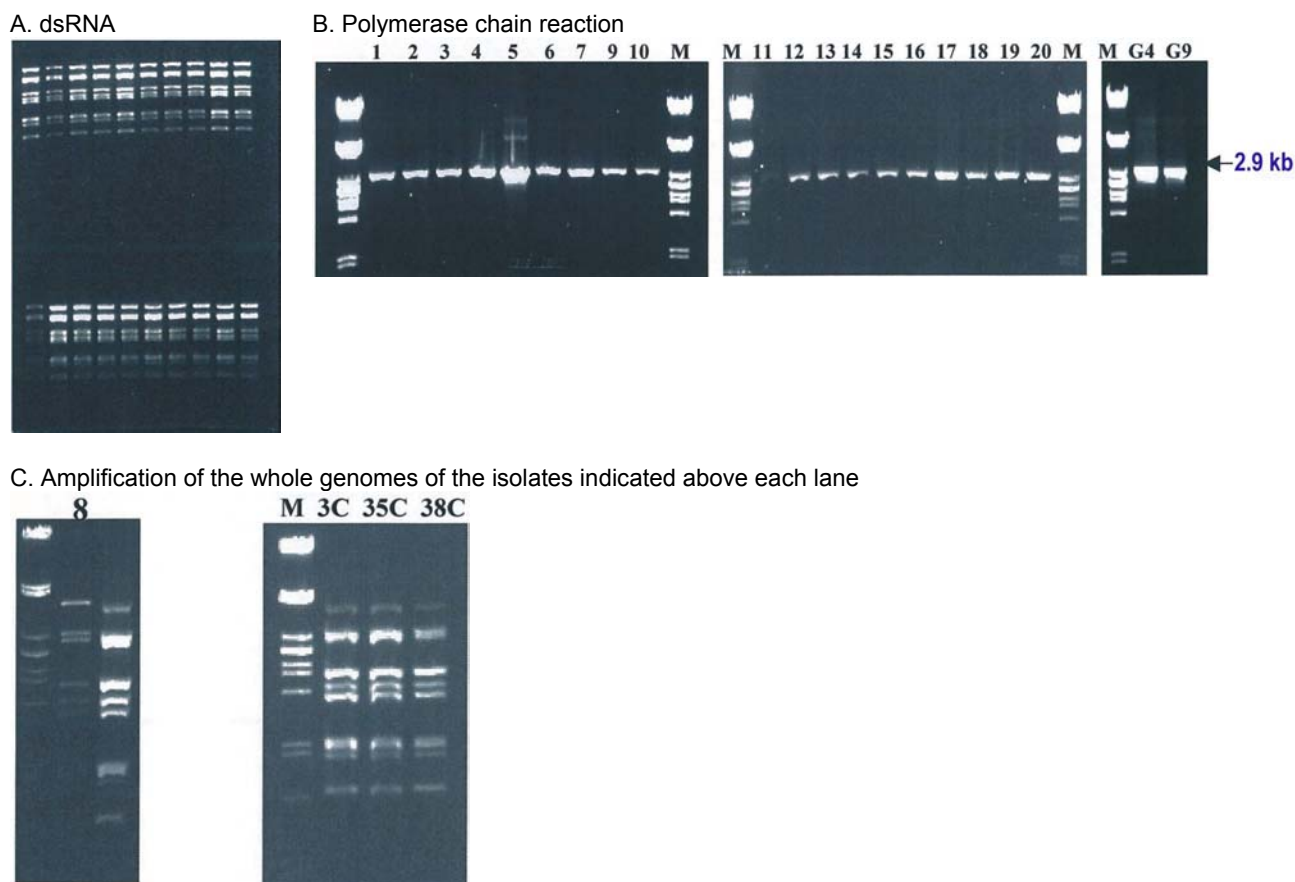 A. dsRNA
B. Polymerase chain reaction
1 2 3 4 5 6 7 9 10 M
M 11 12 13 14 15 16 17 18 19 20 M
M G4 G9
2.9 kb
C. Amplification of the whole genomes of the isolates indicated above each lane
8
M 3C 35C 38C